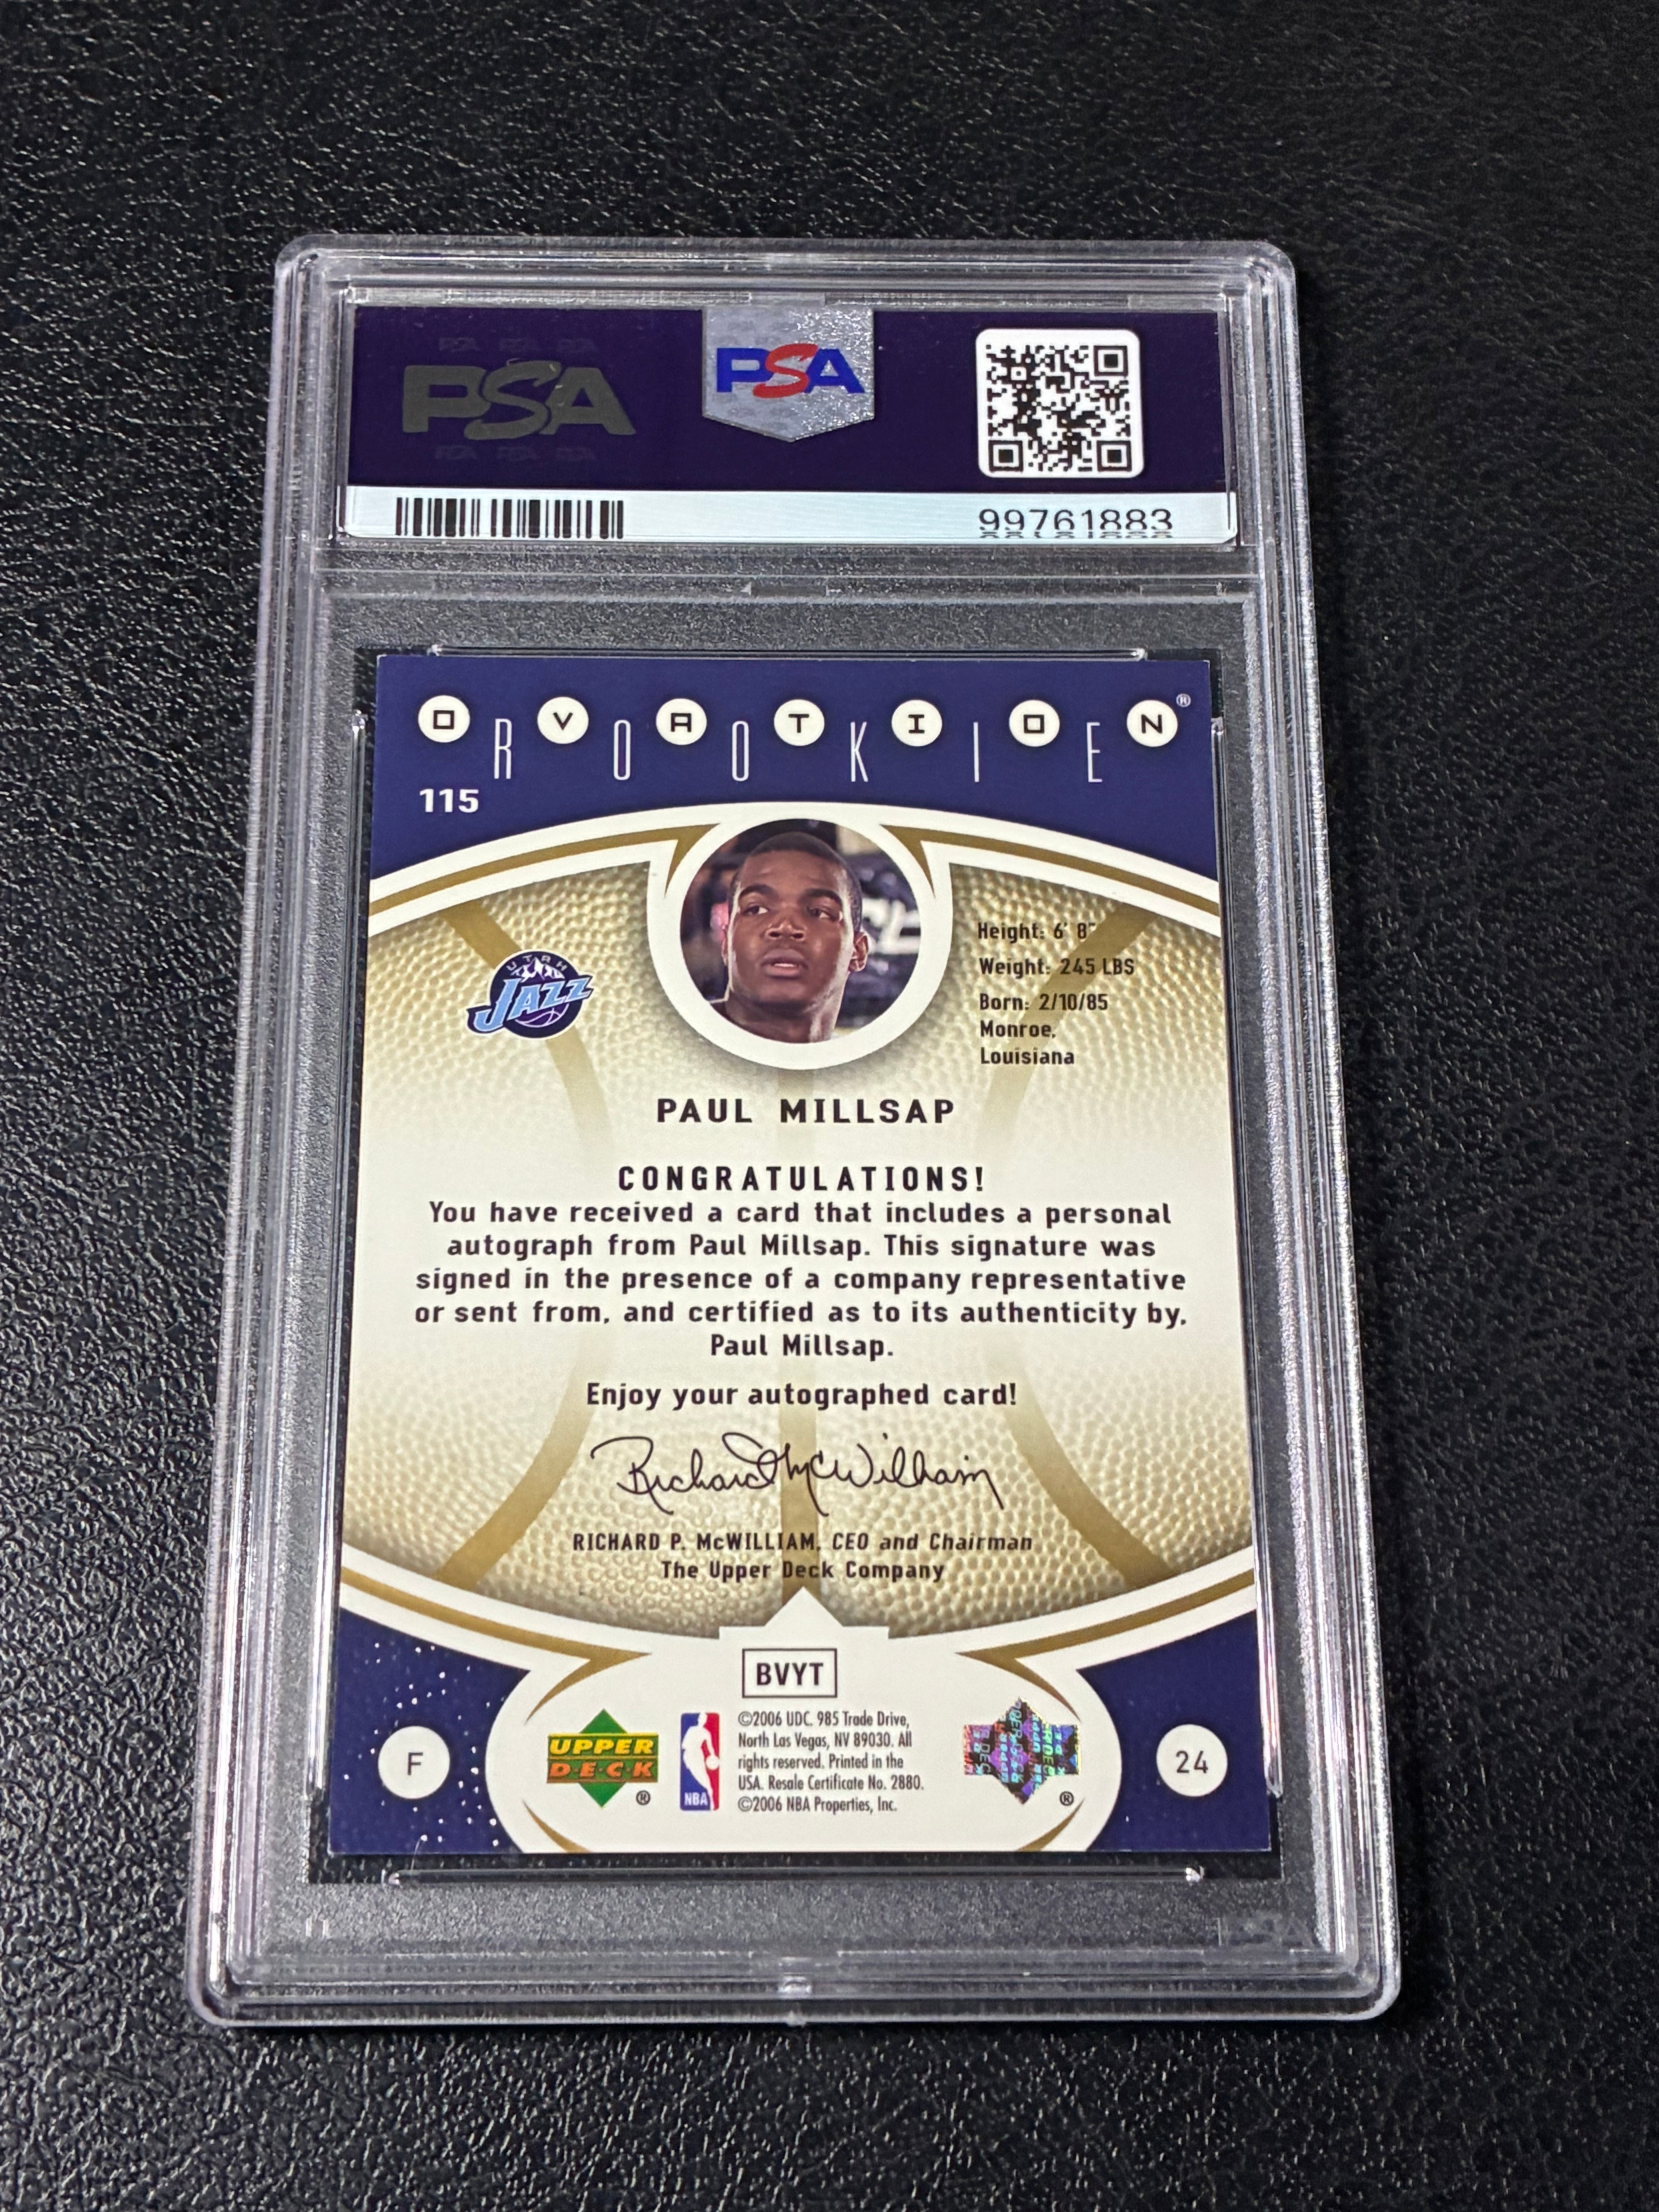 PSA
PSA
99761883
OVATION®
ROOKIE
115
UTAH
JAZZ
Height: 6' 8"
Weight: 245 LBS
Born: 2/10/85
Monroe,
Louisiana
PAUL MILLSAP
CONGRATULATIONS!
You have received a card that includes a personal
autograph from Paul Millsap. This signature was
signed in the presence of a company representative
or sent from, and certified as to its authenticity by,
Paul Millsap.
Enjoy your autographed card!
Richard McWilliam
RICHARD P. McWILLIAM, CEO and Chairman
The Upper Deck Company
BVYT
F
UPPER
DECK
®
NBA
©2006 UDC. 985 Trade Drive,
North Las Vegas, NV 89030. All
rights reserved. Printed in the
USA. Resale Certificate No. 2880.
©2006 NBA Properties, Inc.
®
24